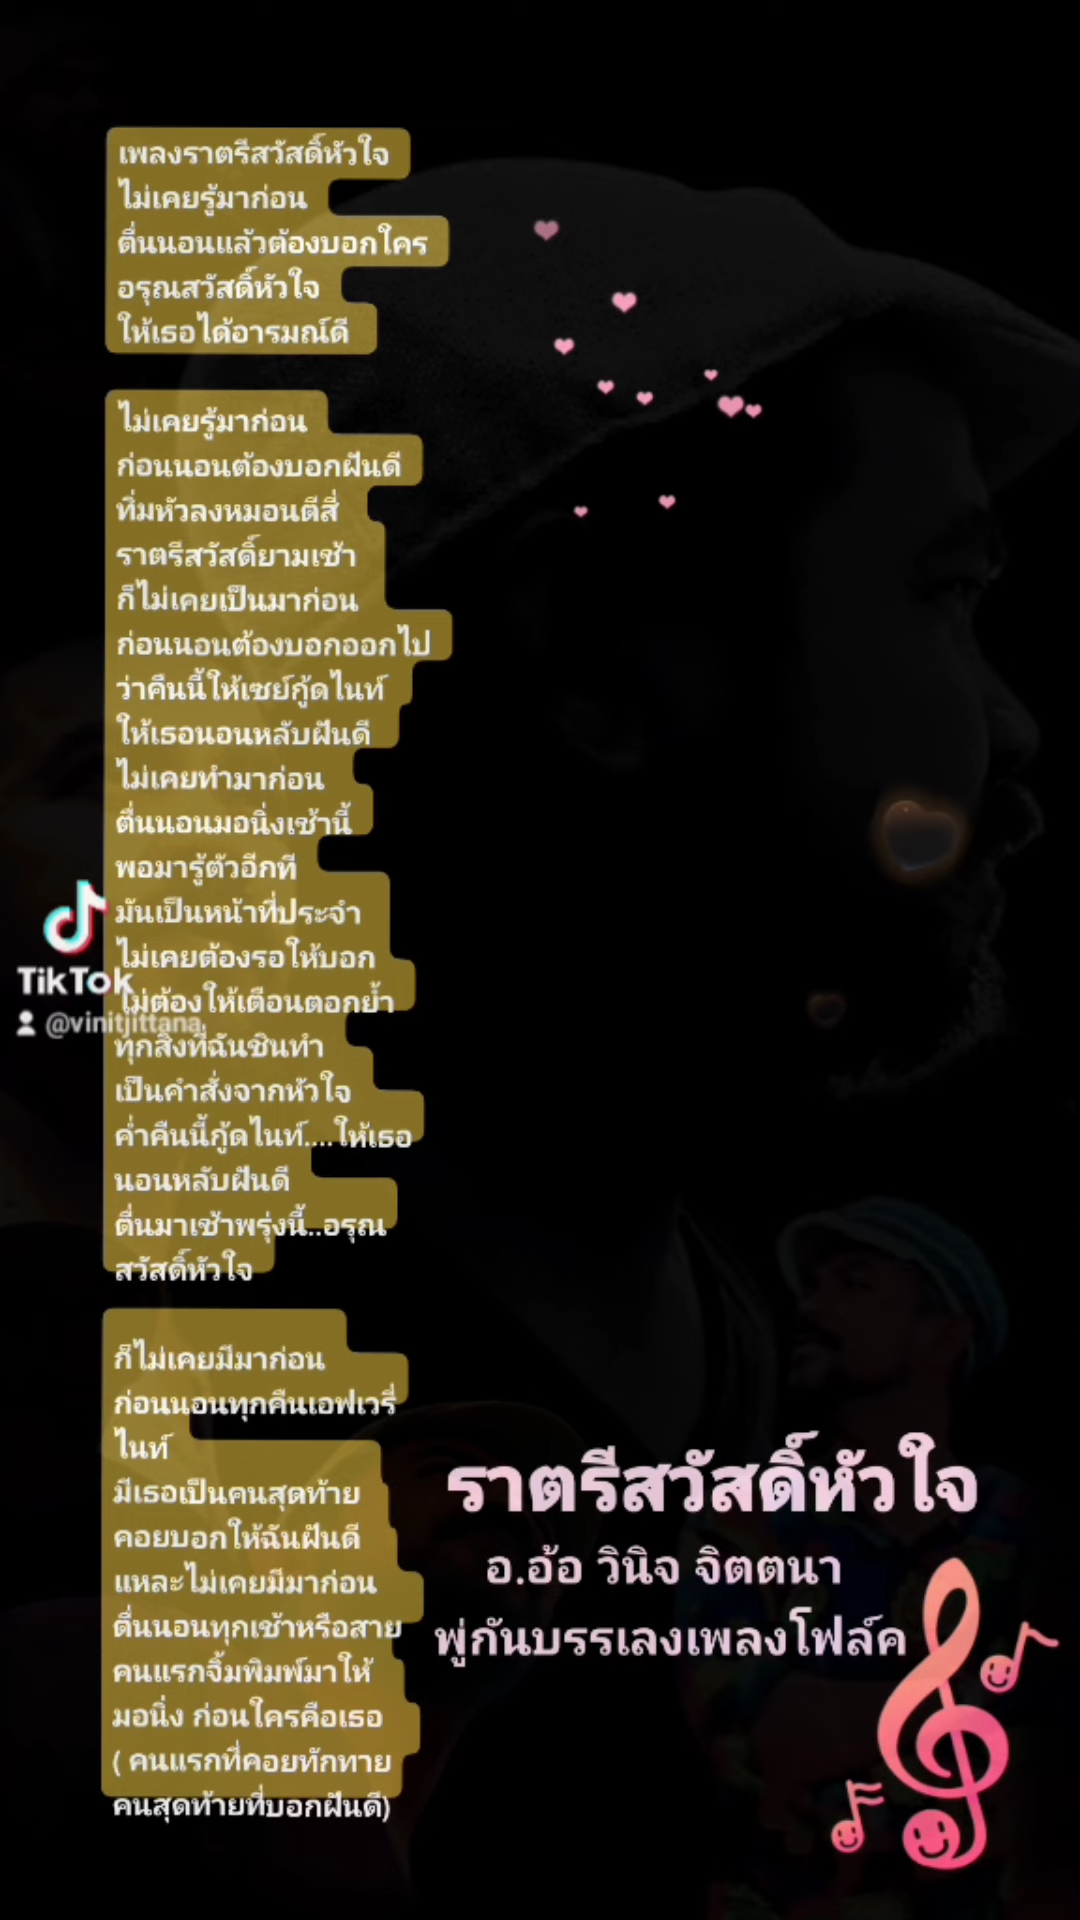 เพลงราตรีสวัสดิ์หัวใจ
ไม่เคยรู้มาก่อน
ตื่นนอนแล้วต้องบอกใคร
อรุณสวัสดิ์หัวใจ
ให้เธอได้อารมณ์ดี
ไม่เคยรู้มาก่อน
ก่อนนอนต้องบอกฝันดี
ทิ่มหัวลงหมอนตีสี่
ราตรีสวัสดิ์ยามเช้า
ก็ไม่เคยเป็นมาก่อน
ก่อนนอนต้องบอกออกไป
ว่าคืนนี้ให้เซย์กู้ดไนท์
ให้เธอนอนหลับฝันดี
ไม่เคยทำมาก่อน
ตื่นนอนมอนิ่งเช้านี้
พอมารู้ตัวอีกที
มันเป็นหน้าที่ประจำ
ไม่เคยต้องรอให้บอก
ไม่ต้องให้เตือนตอกย้ำ
ทุกสิ่งที่ฉันชินทำ
เป็นคำสั่งจากหัวใจ
ค่ำคืนนี้กู้ดไนท์....ให้เธอ
นอนหลับฝันดี
ตื่นมาเช้าพรุ่งนี้..อรุณ
สวัสดิ์หัวใจ
ก็ไม่เคยมีมาก่อน
ก่อนนอนทุกคืนเอฟเวรี่
ไนท์
มีเธอเป็นคนสุดท้าย
คอยบอกให้ฉันฝันดี
แหละไม่เคยมีมาก่อน
ตื่นนอนทุกเช้าหรือสาย
คนแรกจิ้มพิมพ์มาให้
มอนิ่ง ก่อนใครคือเธอ
( คนแรกที่คอยทักทาย
คนสุดท้ายที่บอกฝันดี)
TikTok
@vinitjittana
ราตรีสวัสดิ์หัวใจ
อ.อ้อ วินิจ จิตตนา
พู่กันบรรเลงเพลงโฟล์ค